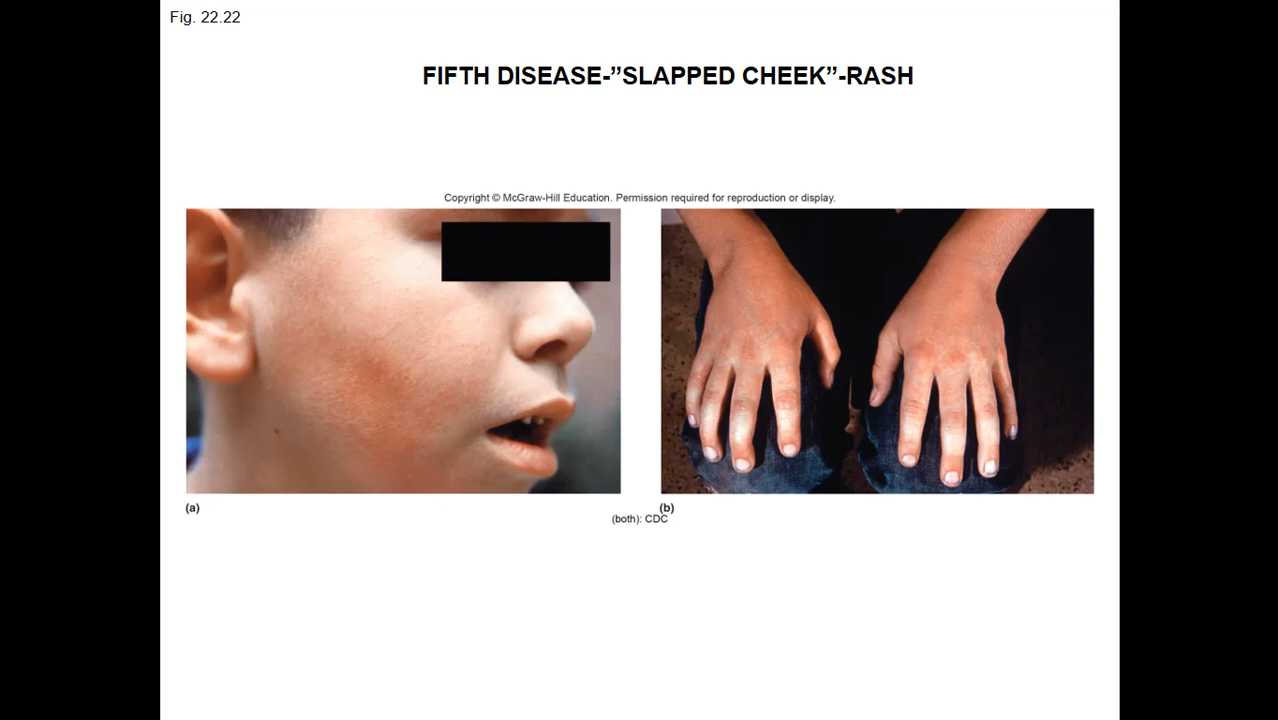 Fig. 22.22
FIFTH DISEASE-”SLAPPED CHEEK”-RASH
Copyright © McGraw-Hill Education. Permission required for reproduction or display.
(a)
(b)
(both): CDC